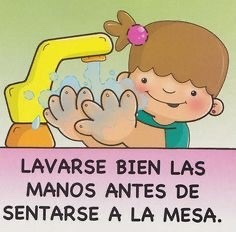 LAVARSE BIEN LAS
MANOS ANTES DE
SENTARSE A LA MESA.